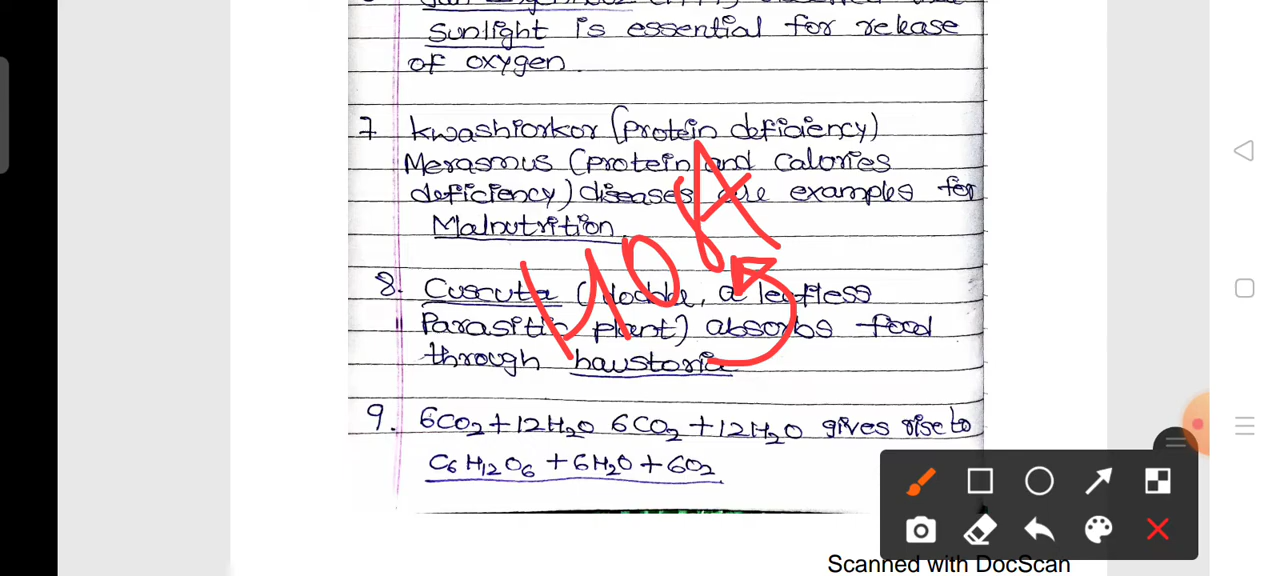 sunlight is essential for release
of oxygen.
7 kwashiorkor (protein deficiency)
Merasmus (protein and calories
deficiency) diseases are examples for
Malnutrition.
8. Cuscuta (dodder, a leafless
Parasitic plant) absorbs food
through haustoria
9. 6CO2+12H2O 6CO2+12H2O gives rise to
C6H12O6+6H2O+6O2
Scanned with DocScan